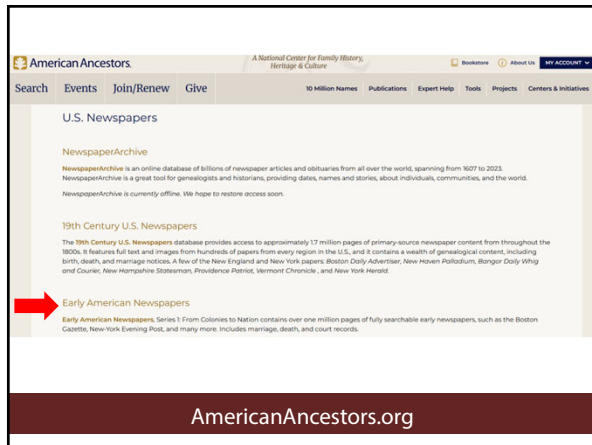 American Ancestors.
A National Center for Family History,
Heritage & Culture
Bookstore
About Us
MY ACCOUNT
Search Events Join/Renew Give
10 Million Names Publications Expert Help Tools Projects Centers & Initiatives
U.S. Newspapers
NewspaperArchive
NewspaperArchive is an online database of billions of newspaper articles and obituaries from all over the world, spanning from 1607 to 2023.
NewspaperArchive is a great tool for genealogists and historians, providing dates, names and stories, about individuals, communities, and the world.
NewspaperArchive is currently offline. We hope to restore access soon.
19th Century U.S. Newspapers
The 19th Century U.S. Newspapers database provides access to approximately 1.7 million pages of primary-source newspaper content from throughout the
1800s. It features full text and images from hundreds of papers from every region in the U.S., and it contains a wealth of genealogical content, including
birth, death, and marriage notices. A few of the New England and New York papers: Boston Daily Advertiser, New Haven Palladium, Bangor Daily Whig
and Courier, New Hampshire Statesman, Providence Patriot, Vermont Chronicle , and New York Herald.
Early American Newspapers
Early American Newspapers, Series 1: From Colonies to Nation contains over one million pages of fully searchable early newspapers, such as the Boston
Gazette, New-York Evening Post, and many more. Includes marriage, death, and court records.
AmericanAncestors.org